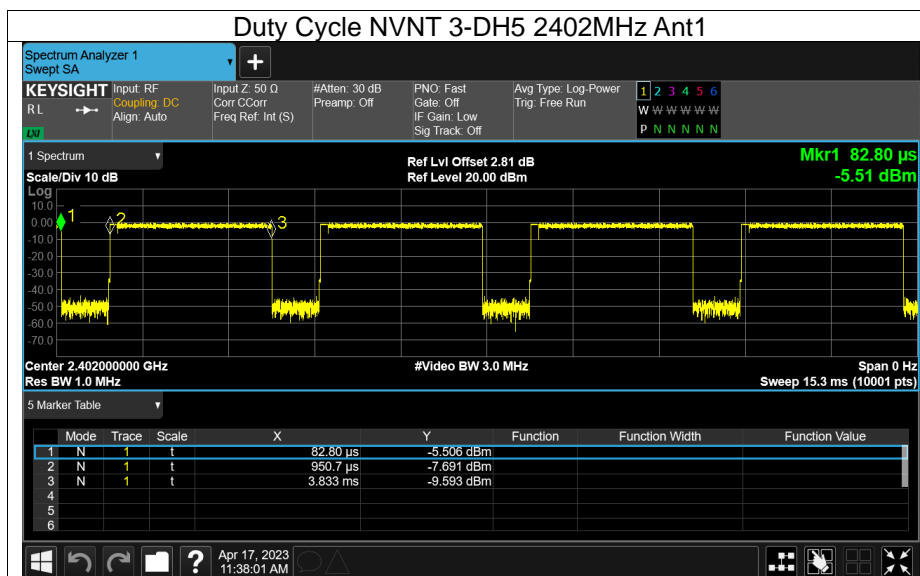 Duty Cycle NVNT 3-DH5 2402MHz Ant1
Spectrum Analyzer 1
Swept SA
+
KEYSIGHT Input: RF Input Z: 50 Ω #Atten: 30 dB PNO: Fast Avg Type: Log-Power 1 2 3 4 5 6
RL Coupling: DC Corr CCorr Preamp: Off Gate: Off Trig: Free Run W W W W W W
Align: Auto Freq Ref: Int (S) IF Gain: Low
LXI Sig Track: Off P N N N N N
1 Spectrum Ref Lvl Offset 2.81 dB Mkr1 82.80 µs
Scale/Div 10 dB Ref Level 20.00 dBm -5.51 dBm
Log
10.0
0.00 1 2 3
-10.0
-20.0
-30.0
-40.0
-50.0
-60.0
-70.0
Center 2.402000000 GHz #Video BW 3.0 MHz Span 0 Hz
Res BW 1.0 MHz Sweep 15.3 ms (10001 pts)
5 Marker Table
Mode Trace Scale X Y Function Function Width Function Value
1 N 1 t 82.80 µs -5.506 dBm
2 N 1 t 950.7 µs -7.691 dBm
3 N 1 t 3.833 ms -9.593 dBm
4
5
6
? Apr 17, 2023
11:38:01 AM